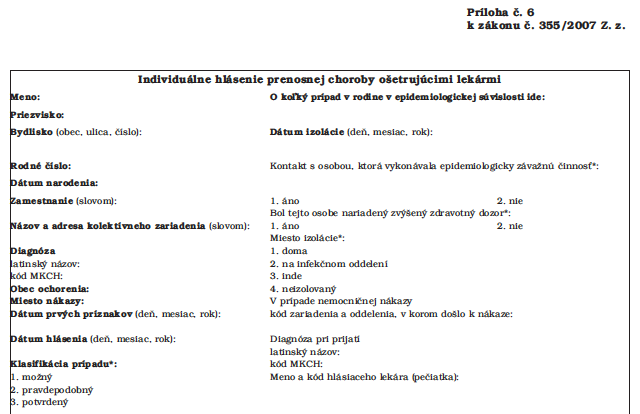 Príloha č. 6
k zákonu č. 355/2007 Z. z.
Individuálne hlásenie prenosnej choroby ošetrujúcimi lekármi
Meno:
O koľký prípad v rodine v epidemiologickej súvislosti ide:
Priezvisko:
Bydlisko (obec, ulica, číslo):
Dátum izolácie (deň, mesiac, rok):
Rodné číslo:
Kontakt s osobou, ktorá vykonávala epidemiologicky závažnú činnosť*:
Dátum narodenia:
Zamestnanie (slovom):
1. áno 2. nie
Bol tejto osobe nariadený zvýšený zdravotný dozor*:
Názov a adresa kolektívneho zariadenia (slovom):
1. áno 2. nie
Miesto izolácie*:
Diagnóza
1. doma
latinský názov:
2. na infekčnom oddelení
kód MKCH:
3. inde
Obec ochorenia:
4. neizolovaný
Miesto nákazy:
V prípade nemocničnej nákazy
Dátum prvých príznakov (deň, mesiac, rok):
kód zariadenia a oddelenia, v korom došlo k nákaze:
Dátum hlásenia (deň, mesiac, rok):
Diagnóza pri prijatí
latinský názov:
Klasifikácia prípadu*:
kód MKCH:
1. možný
Meno a kód hlásiaceho lekára (pečiatka):
2. pravdepodobný
3. potvrdený